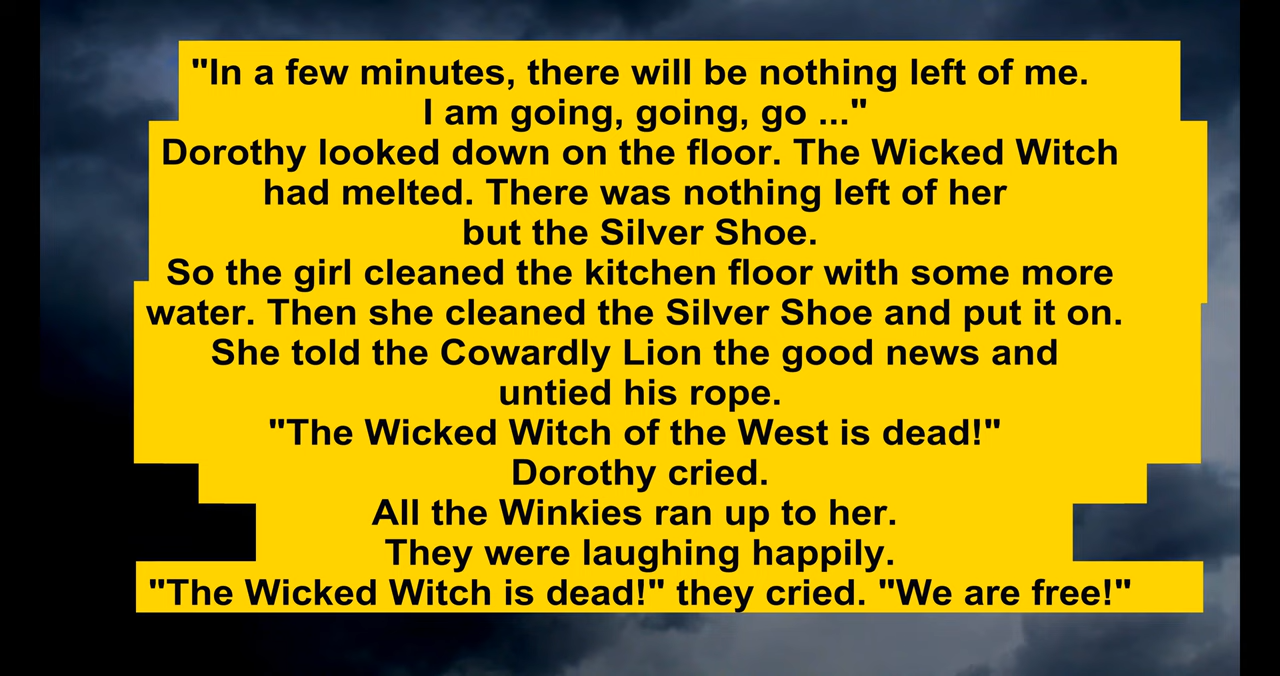 "In a few minutes, there will be nothing left of me.
I am going, going, go ..."
Dorothy looked down on the floor. The Wicked Witch
had melted. There was nothing left of her
but the Silver Shoe.
So the girl cleaned the kitchen floor with some more
water. Then she cleaned the Silver Shoe and put it on.
She told the Cowardly Lion the good news and
untied his rope.
"The Wicked Witch of the West is dead!"
Dorothy cried.
All the Winkies ran up to her.
They were laughing happily.
"The Wicked Witch is dead!" they cried. "We are free!"